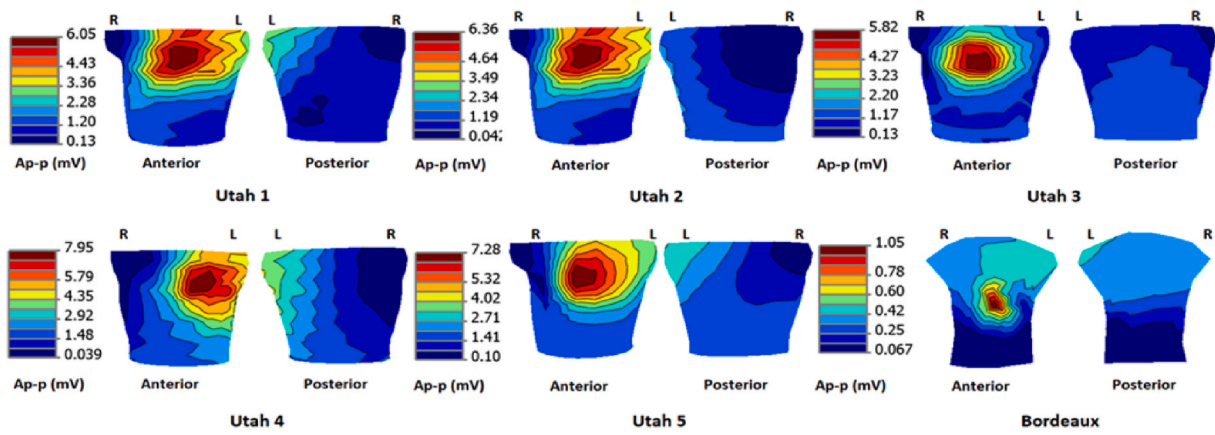 R L L R
6.05
4.43
3.36
2.28
1.20
0.13
Ap-p (mV) Anterior Posterior
Utah 1
R L L R
6.36
4.64
3.49
2.34
1.19
0.042
Ap-p (mV) Anterior Posterior
Utah 2
R L L R
5.82
4.27
3.23
2.20
1.17
0.13
Ap-p (mV) Anterior Posterior
Utah 3
R L L R
7.95
5.79
4.35
2.92
1.48
0.039
Ap-p (mV) Anterior Posterior
Utah 4
R L L R
7.28
5.32
4.02
2.71
1.41
0.10
Ap-p (mV) Anterior Posterior
Utah 5
R L L R
1.05
0.78
0.60
0.42
0.25
0.067
Ap-p (mV) Anterior Posterior
Bordeaux